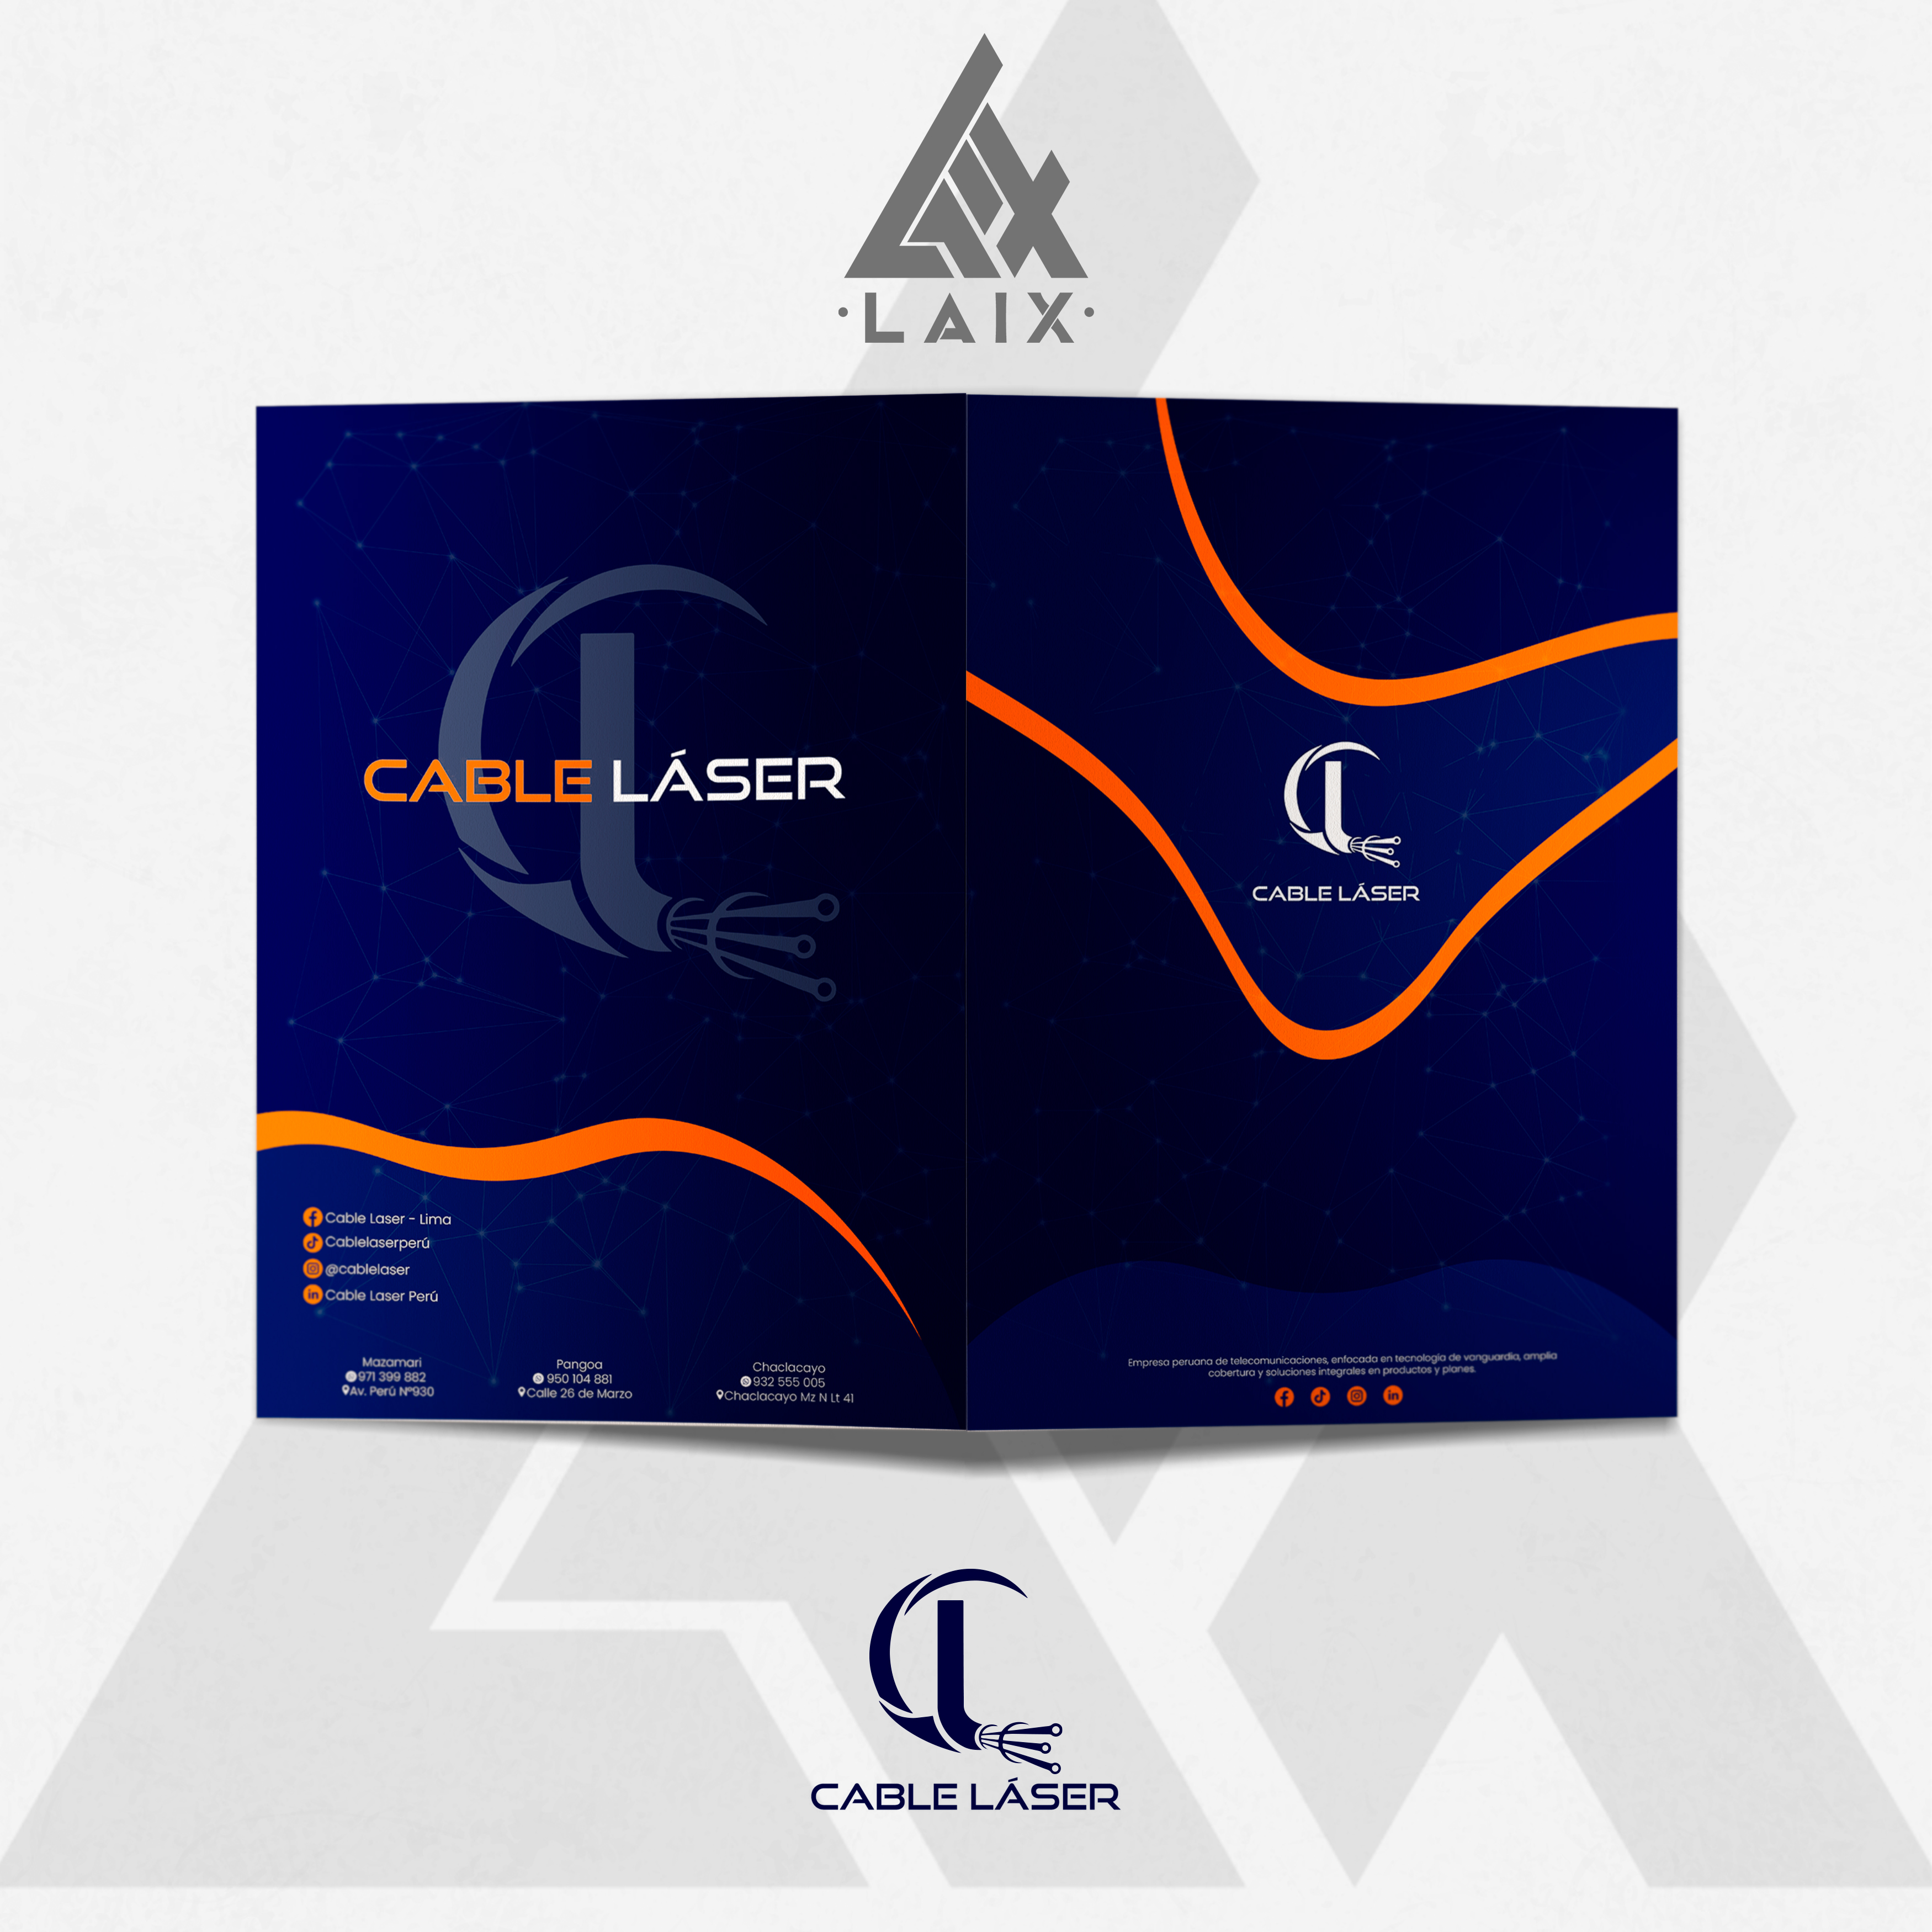 LAIX
CABLE LÁSER
Cable Laser - Lima
Cablelaserperú
@cablelaser
Cable Laser Perú
Mazamari
971 399 882
Av. Perú Nº930
Pangoa
950 104 881
Calle 26 de Marzo
Chaclacayo
932 555 005
Chaclacayo Mz N Lt 41
CABLE LÁSER
Empresa peruana de telecomunicaciones, enfocada en tecnología de vanguardia, amplia
cobertura y soluciones integrales en productos y planes.
CABLE LÁSER